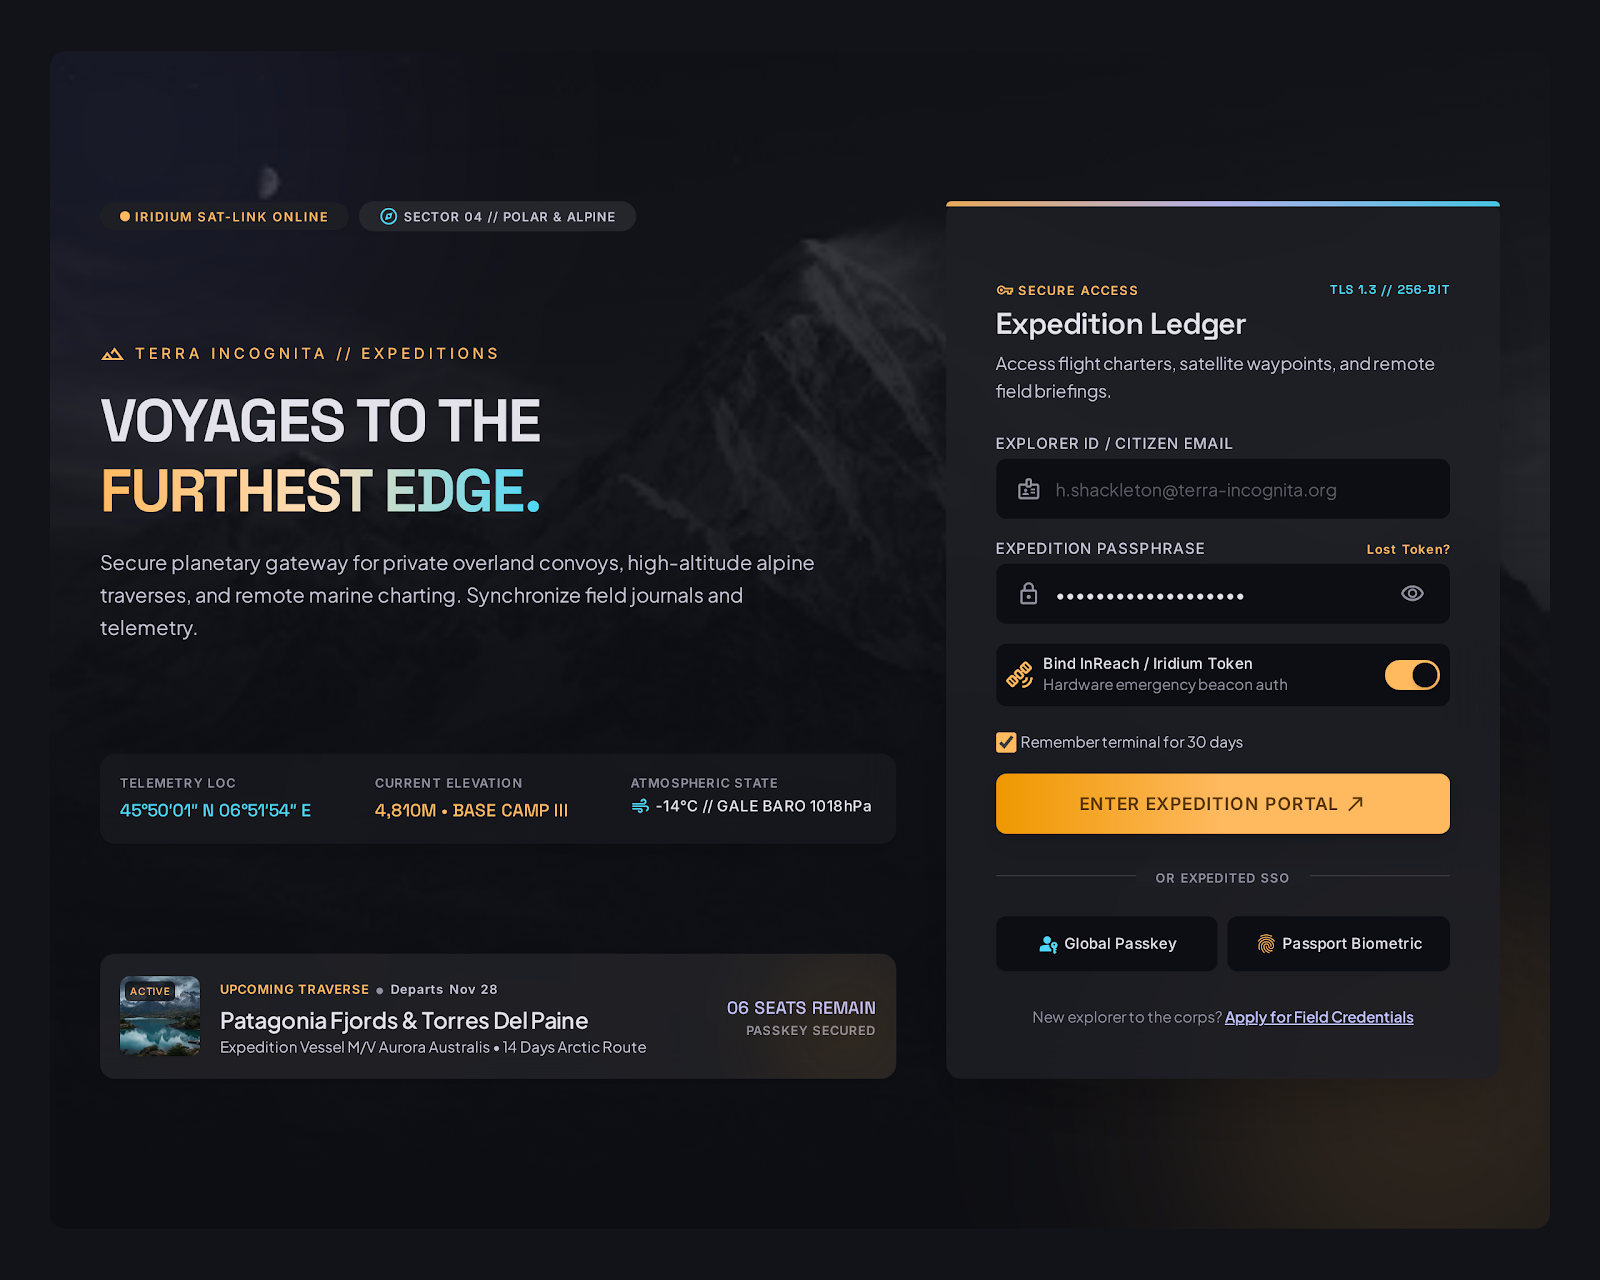 IRIDIUM SAT-LINK ONLINE
SECTOR 04 // POLAR & ALPINE
TERRA INCOGNITA // EXPEDITIONS
VOYAGES TO THE
FURTHEST EDGE.
Secure planetary gateway for private overland convoys, high-altitude alpine
traverses, and remote marine charting. Synchronize field journals and
telemetry.
TELEMETRY LOC
45°50'01" N 06°51'54" E
CURRENT ELEVATION
4,810M • BASE CAMP III
ATMOSPHERIC STATE
-14°C // GALE BARO 1018hPa
ACTIVE
UPCOMING TRAVERSE • Departs Nov 28
Patagonia Fjords & Torres Del Paine
Expedition Vessel M/V Aurora Australis • 14 Days Arctic Route
06 SEATS REMAIN
PASSKEY SECURED
SECURE ACCESS
TLS 1.3 // 256-BIT
Expedition Ledger
Access flight charters, satellite waypoints, and remote
field briefings.
EXPLORER ID / CITIZEN EMAIL
h.shackleton@terra-incognita.org
EXPEDITION PASSPHRASE
Lost Token?
•••••••••••••••••••
Bind InReach / Iridium Token
Hardware emergency beacon auth
Remember terminal for 30 days
ENTER EXPEDITION PORTAL
OR EXPEDITED SSO
Global Passkey
Passport Biometric
New explorer to the corps? Apply for Field Credentials